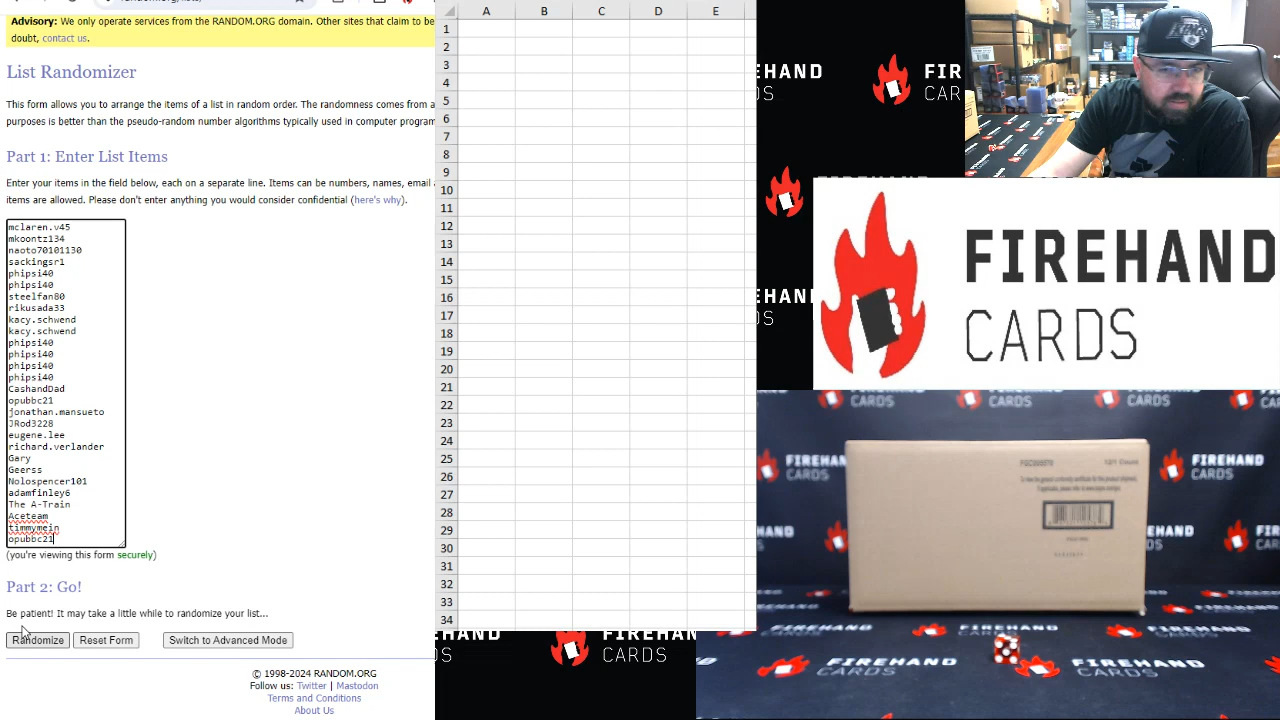 Advisory: We only operate services from the RANDOM.ORG domain. Other sites that claim to be
doubt, contact us.
List Randomizer
This form allows you to arrange the items of a list in random order. The randomness comes from a
purposes is better than the pseudo-random number algorithms typically used in computer program
Part 1: Enter List Items
Enter your items in the field below, each on a separate line. Items can be numbers, names, email
items are allowed. Please don't enter anything you would consider confidential (here's why).
mclaren.v45
mkoontz134
naoto70101130
sackingsr1
phipsi40
phipsi40
steelfan80
rikusada33
kacy.schwend
kacy.schwend
phipsi40
phipsi40
phipsi40
phipsi40
CashandDad
opubbc21
jonathan.mansueto
JRod3228
eugene.lee
richard.verlander
Gary
Geerss
Nolospencer101
adamfinley6
The A-Train
Aceteam
timmymein
opubbc21
(you're viewing this form securely)
Part 2: Go!
Be patient! It may take a little while to randomize your list...
Randomize
Reset Form
Switch to Advanced Mode
© 1998-2024 RANDOM.ORG
Follow us: Twitter | Mastodon
Terms and Conditions
About Us
A B C D E
1
2
3
4
5
6
7
8
9
10
11
12
13
14
15
16
17
18
19
20
21
22
23
24
25
26
27
28
29
30
31
32
33
34
FIREHAND
CARDS
FIREHAND
CARDS
FIREHAND
CARDS